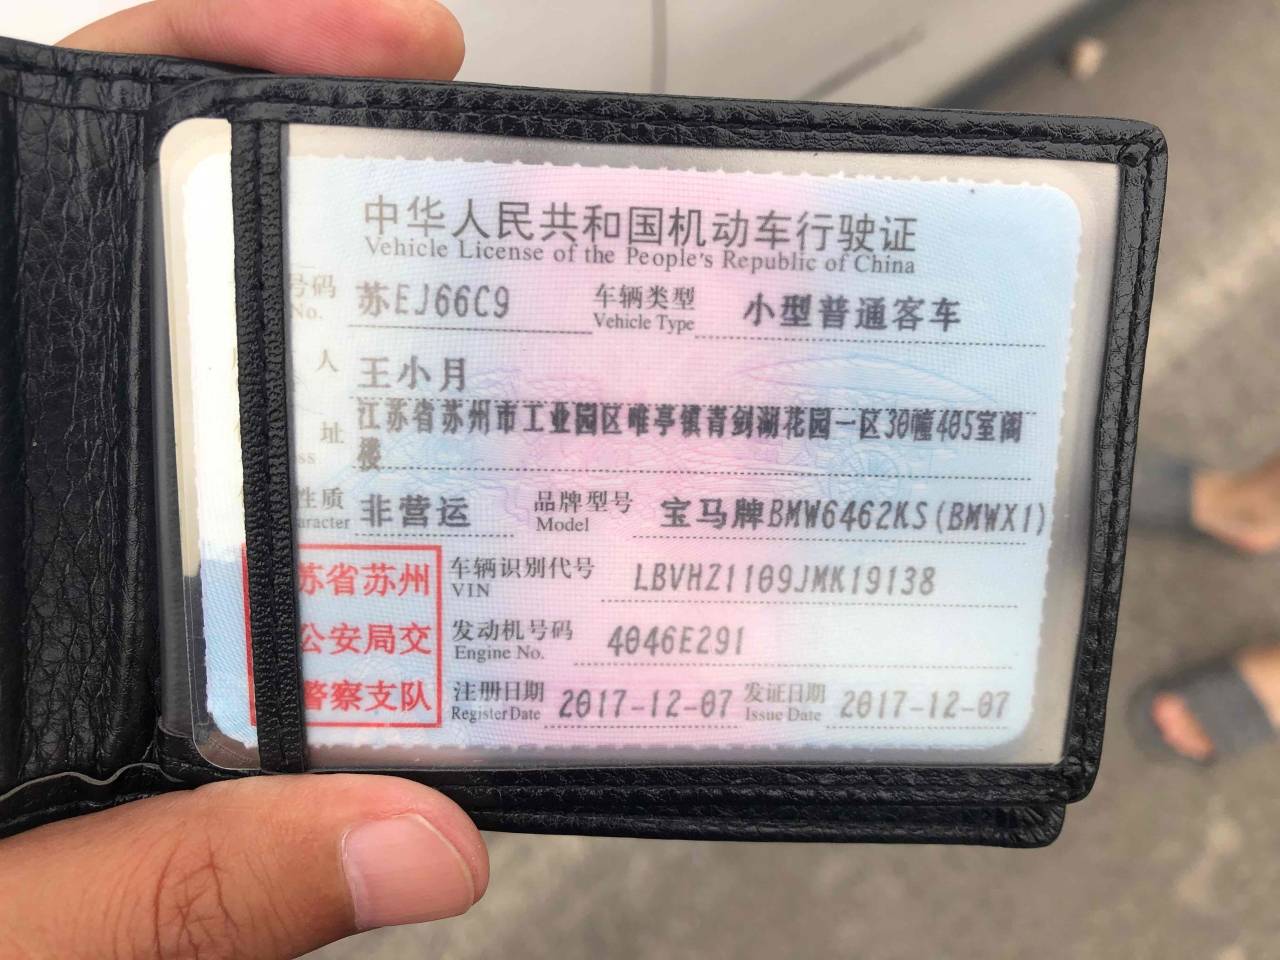 中华人民共和国机动车行驶证
Vehicle License of the People's Republic of China
号码 苏EJ66C9 车辆类型 小型普通客车
No. Vehicle Type
人 王小月
址 江苏省苏州市工业园区唯亭镇青剑湖花园一区30幢405室阁
ss 楼
性质 非营运 品牌型号 宝马牌BMW6462KS(BMWX1)
aracter Model
苏省苏州 车辆识别代号 LBVHZ1109JMK19138
VIN
公安局交 发动机号码 4046E291
Engine No.
警察支队 注册日期 2017-12-07 发证日期 2017-12-07
Register Date Issue Date